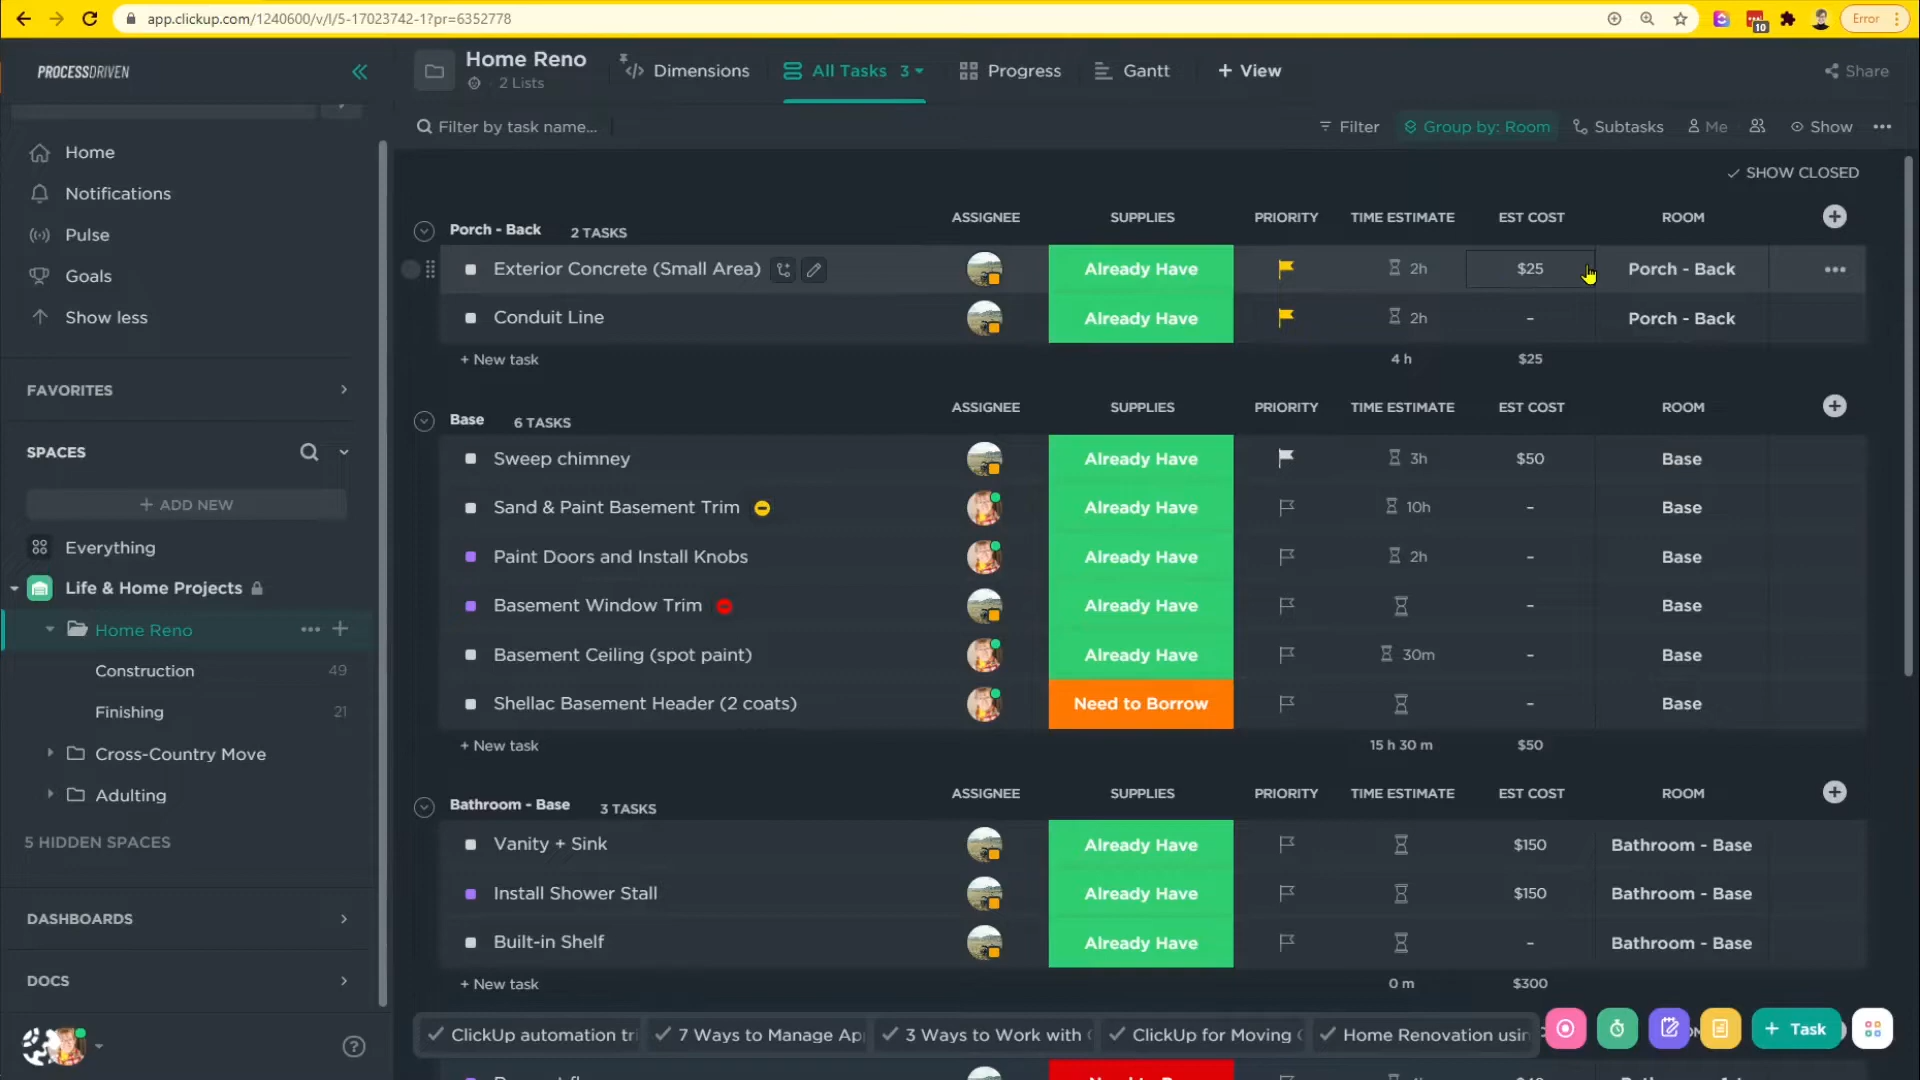 app.clickup.com/1240600/v/l/5-17023742-1?pr=6352778
10
Error
PROCESSDRIVEN
Home Reno
2 Lists
Dimensions
All Tasks 3
Progress
Gantt
+ View
Share
Filter by task name...
Filter
Group by: Room
Subtasks
Me
Show
SHOW CLOSED
Home
Notifications
Pulse
Goals
Show less
FAVORITES
SPACES
+ ADD NEW
Everything
Life & Home Projects
Home Reno
Construction 49
Finishing 21
Cross-Country Move
Adulting
5 HIDDEN SPACES
DASHBOARDS
DOCS
Porch - Back 2 TASKS ASSIGNEE SUPPLIES PRIORITY TIME ESTIMATE EST COST ROOM
Exterior Concrete (Small Area) Already Have 2h $25 Porch - Back
Conduit Line Already Have 2h - Porch - Back
+ New task 4 h $25
Base 6 TASKS ASSIGNEE SUPPLIES PRIORITY TIME ESTIMATE EST COST ROOM
Sweep chimney Already Have 3h $50 Base
Sand & Paint Basement Trim Already Have 10h - Base
Paint Doors and Install Knobs Already Have 2h - Base
Basement Window Trim Already Have - Base
Basement Ceiling (spot paint) Already Have 30m - Base
Shellac Basement Header (2 coats) Need to Borrow - Base
+ New task 15 h 30 m $50
Bathroom - Base 3 TASKS ASSIGNEE SUPPLIES PRIORITY TIME ESTIMATE EST COST ROOM
Vanity + Sink Already Have $150 Bathroom - Base
Install Shower Stall Already Have $150 Bathroom - Base
Built-in Shelf Already Have - Bathroom - Base
+ New task 0 m $300
ClickUp automation tri
7 Ways to Manage Ap
3 Ways to Work with
ClickUp for Moving
Home Renovation usin
+ Task